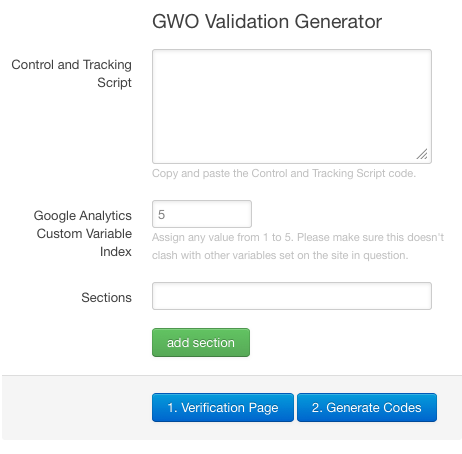 GWO Validation Generator
Control and Tracking
Script
Copy and paste the Control and Tracking Script code.
Google Analytics
Custom Variable
Index
5
Assign any value from 1 to 5. Please make sure this doesn't
clash with other variables set on the site in question.
Sections
add section
1. Verification Page
2. Generate Codes